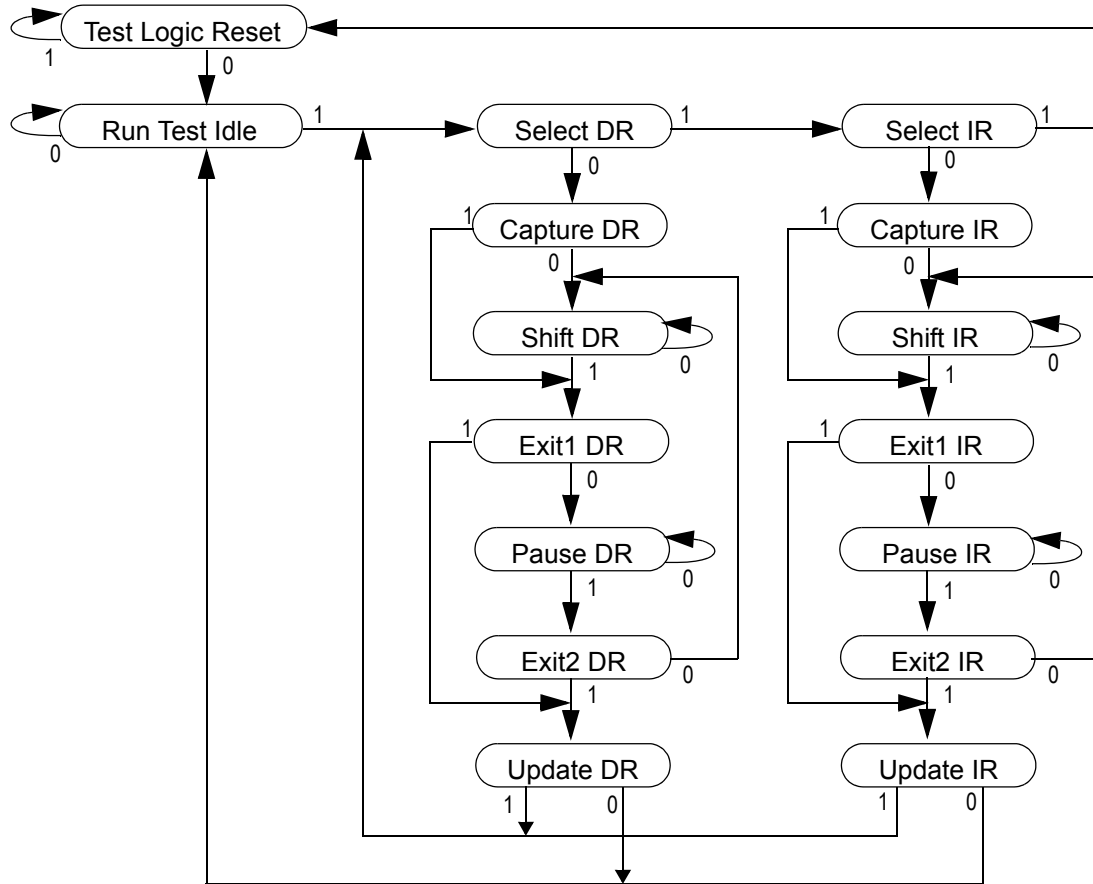 Test Logic Reset
1
0
Run Test Idle
1
Select DR
1
Select IR
1
0
0
0
1
Capture DR
1
Capture IR
0
0
Shift DR
0
Shift IR
0
1
1
1
Exit1 DR
1
Exit1 IR
0
0
Pause DR
0
Pause IR
0
1
1
Exit2 DR
0
Exit2 IR
0
1
1
Update DR
Update IR
1
0
1
0